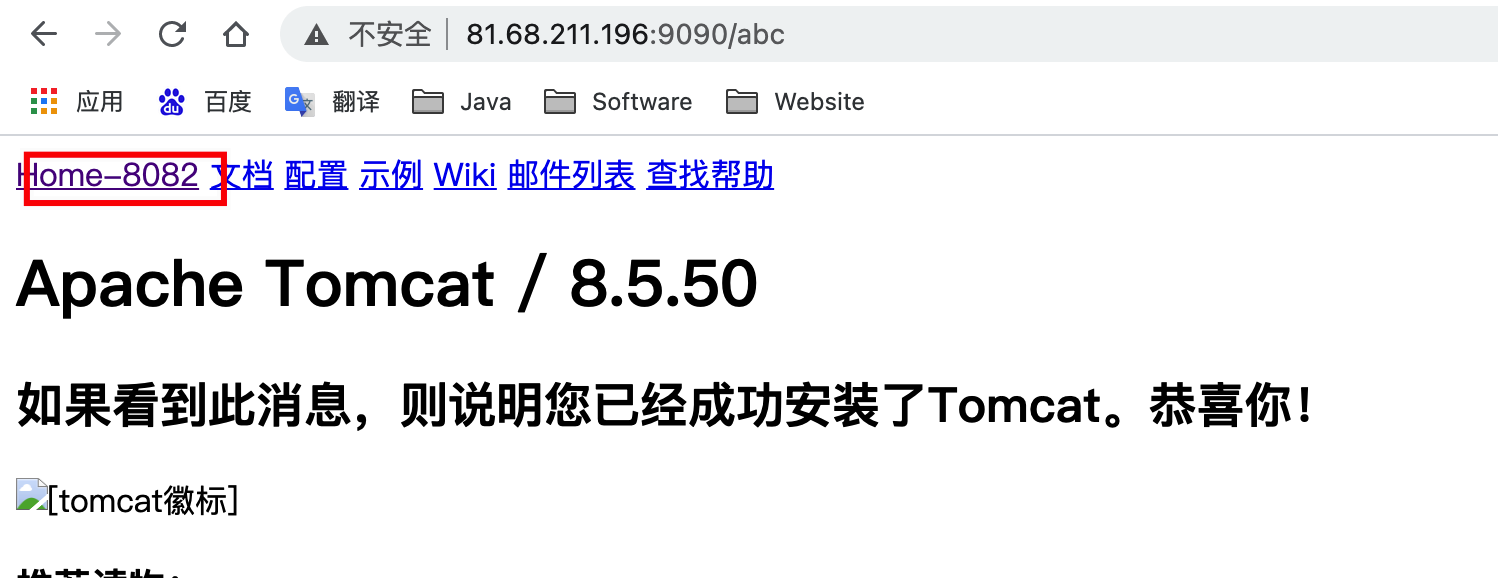 不安全 81.68.211.196:9090/abc
应用 百度 翻译 Java Software Website
Home-8082 文档 配置 示例 Wiki 邮件列表 查找帮助
Apache Tomcat / 8.5.50
如果看到此消息，则说明您已经成功安装了Tomcat。恭喜你！
[tomcat徽标]